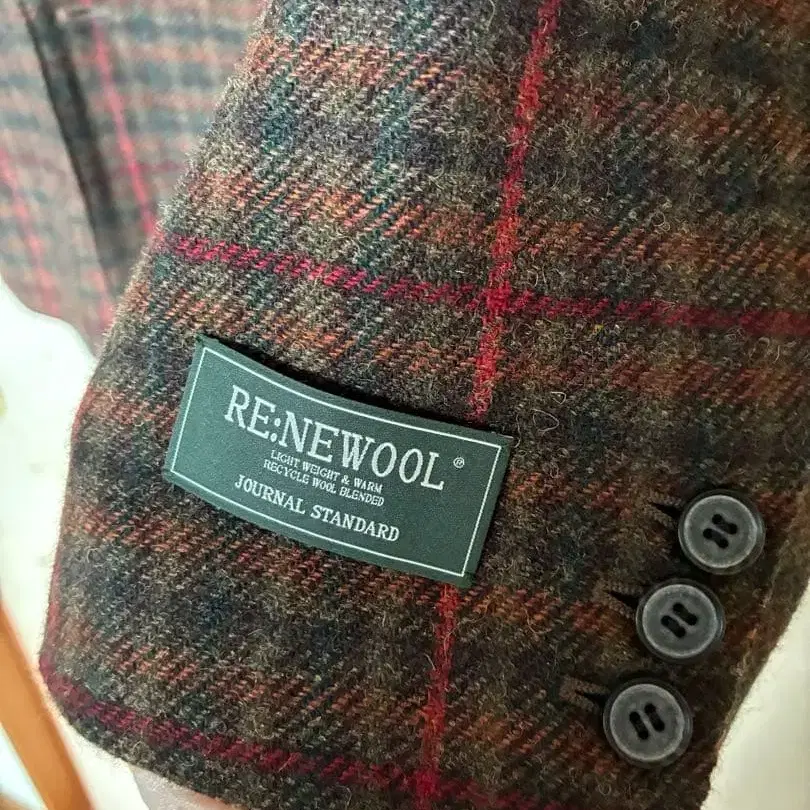 RE:NEWOOL®
LIGHT WEIGHT & WARM
RECYCLE WOOL BLENDED
JOURNAL STANDARD